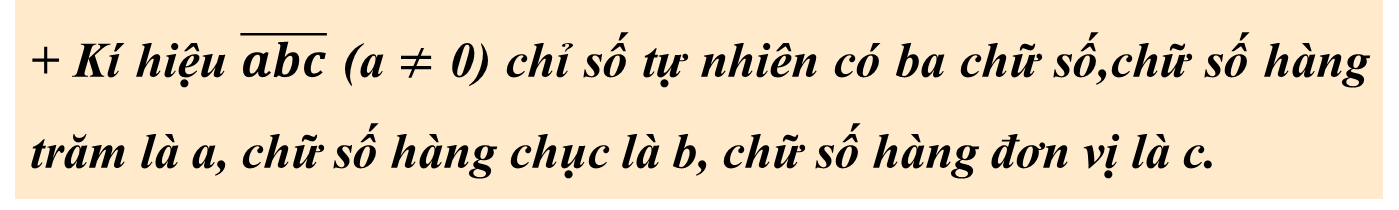 + Kí hiệu \overline{abc} (a ≠ 0) chỉ số tự nhiên có ba chữ số,chữ số hàng
trăm là a, chữ số hàng chục là b, chữ số hàng đơn vị là c.